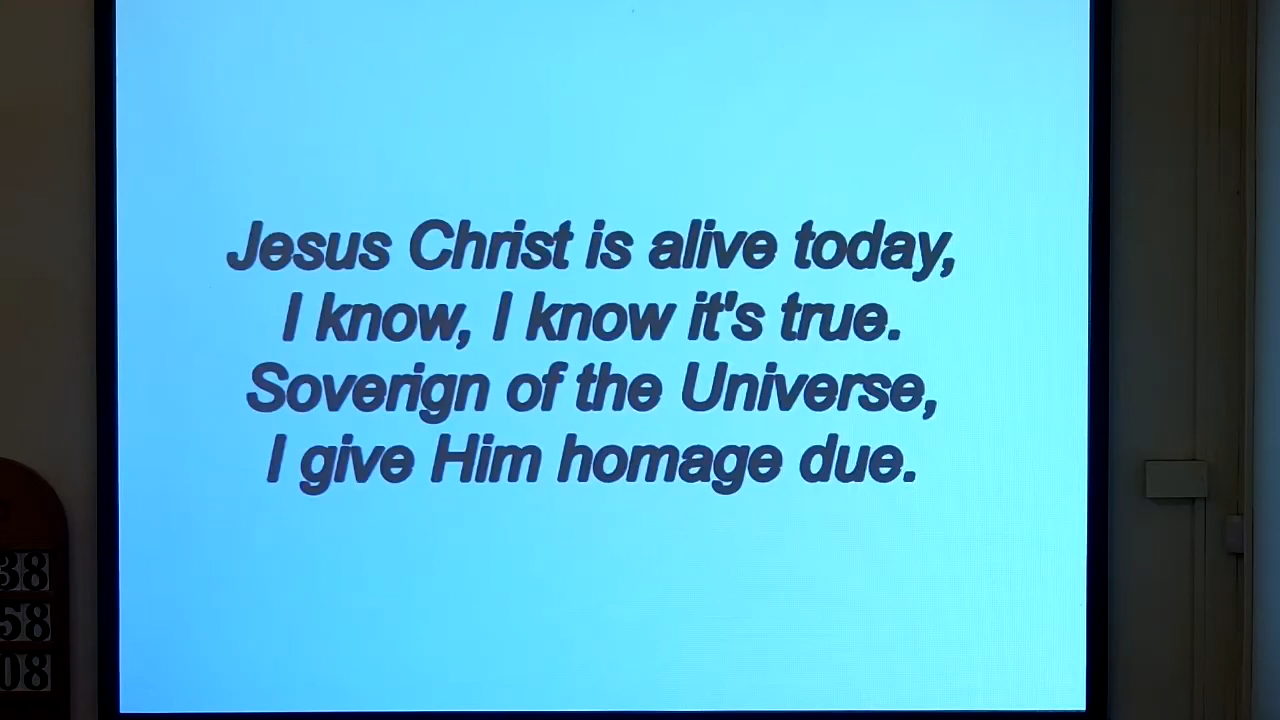 Jesus Christ is alive today,
I know, I know it's true.
Soverign of the Universe,
I give Him homage due.
38
58
08